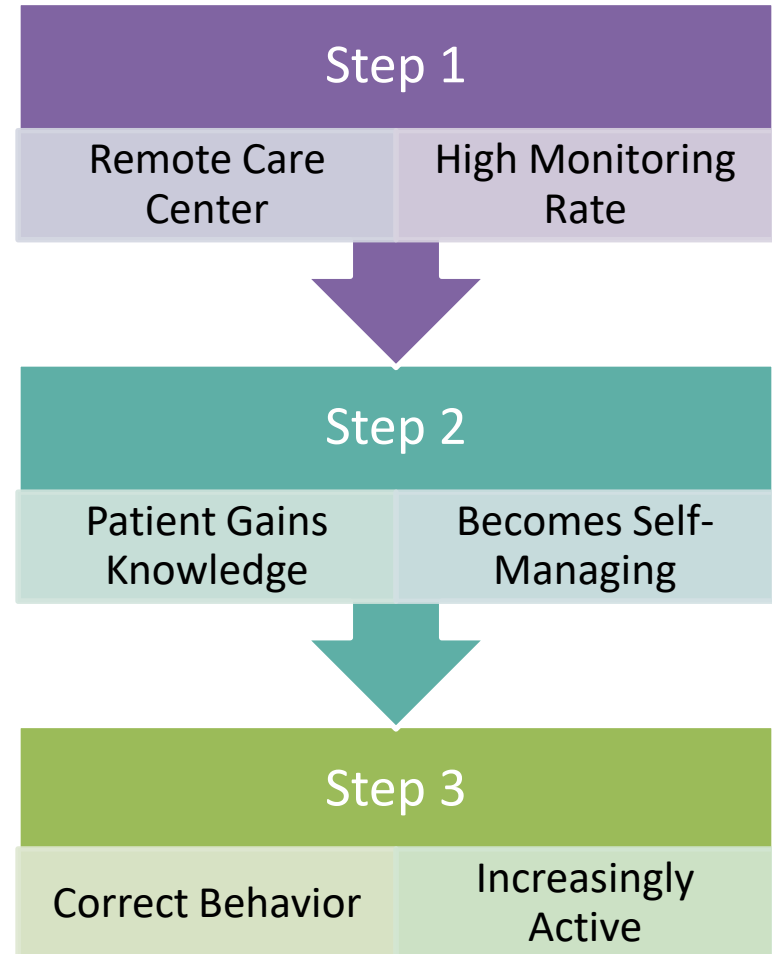 Step 1
Remote Care
Center
High Monitoring
Rate
Step 2
Patient Gains
Knowledge
Becomes Self-
Managing
Step 3
Correct Behavior
Increasingly
Active